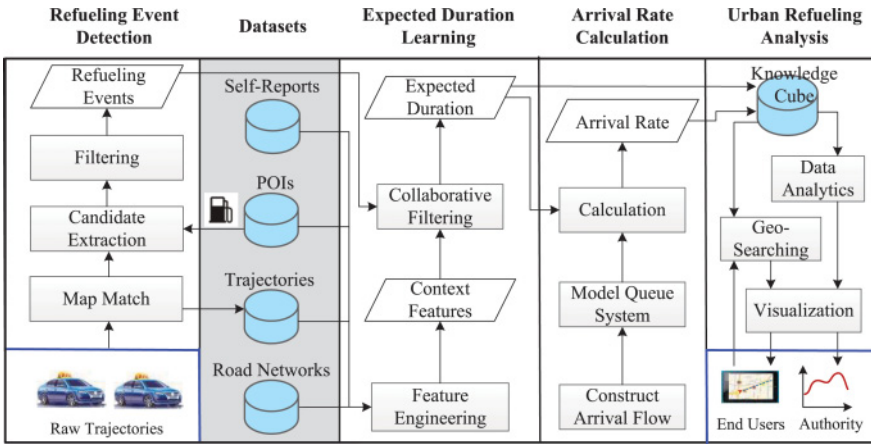 Refueling Event
Detection
Datasets
Expected Duration
Learning
Arrival Rate
Calculation
Urban Refueling
Analysis
Refueling
Events
Filtering
Candidate
Extraction
Map Match
Raw Trajectories
Self-Reports
POIs
Trajectories
Road Networks
Expected
Duration
Collaborative
Filtering
Context
Features
Feature
Engineering
Arrival Rate
Calculation
Model Queue
System
Construct
Arrival Flow
Knowledge
Cube
Data
Analytics
Geo-
Searching
Visualization
End Users
Authority